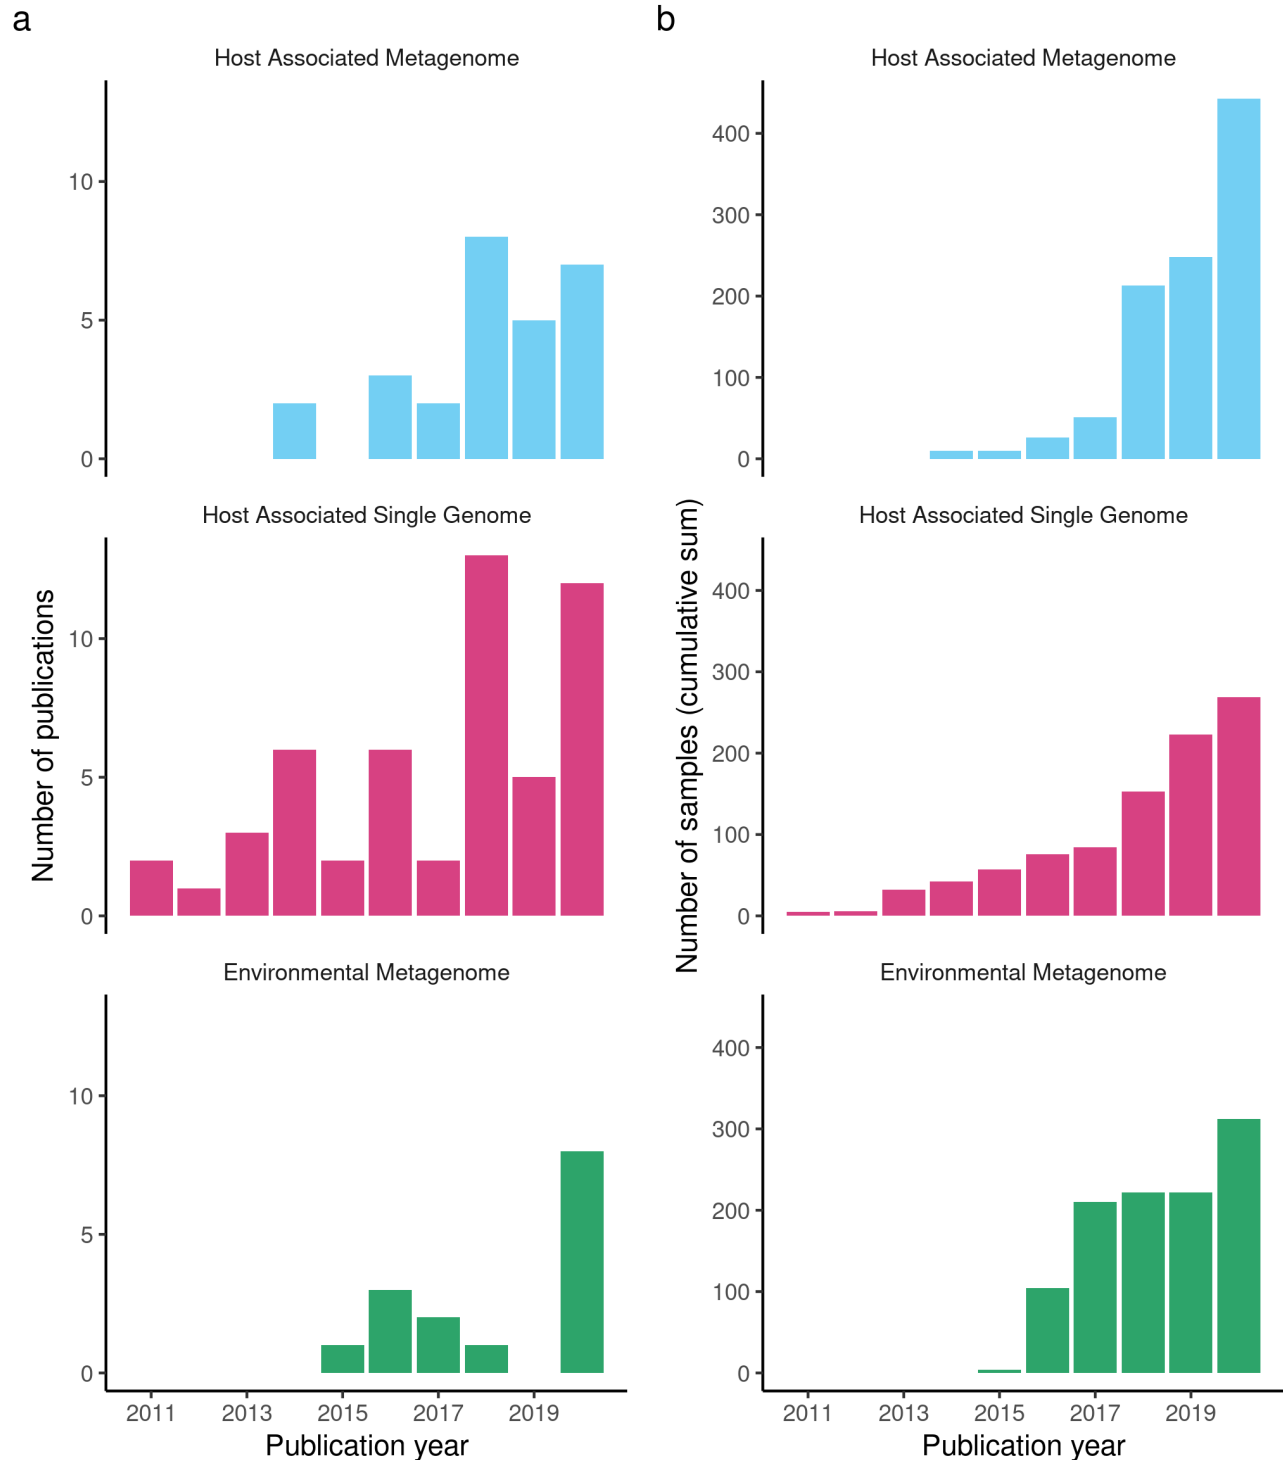 a
Host Associated Metagenome
10
5
0
Host Associated Single Genome
10
5
0
Environmental Metagenome
10
5
0
Number of publications
2011 2013 2015 2017 2019
Publication year
b
Host Associated Metagenome
400
300
200
100
0
Host Associated Single Genome
400
300
200
100
0
Environmental Metagenome
400
300
200
100
0
Number of samples (cumulative sum)
2011 2013 2015 2017 2019
Publication year